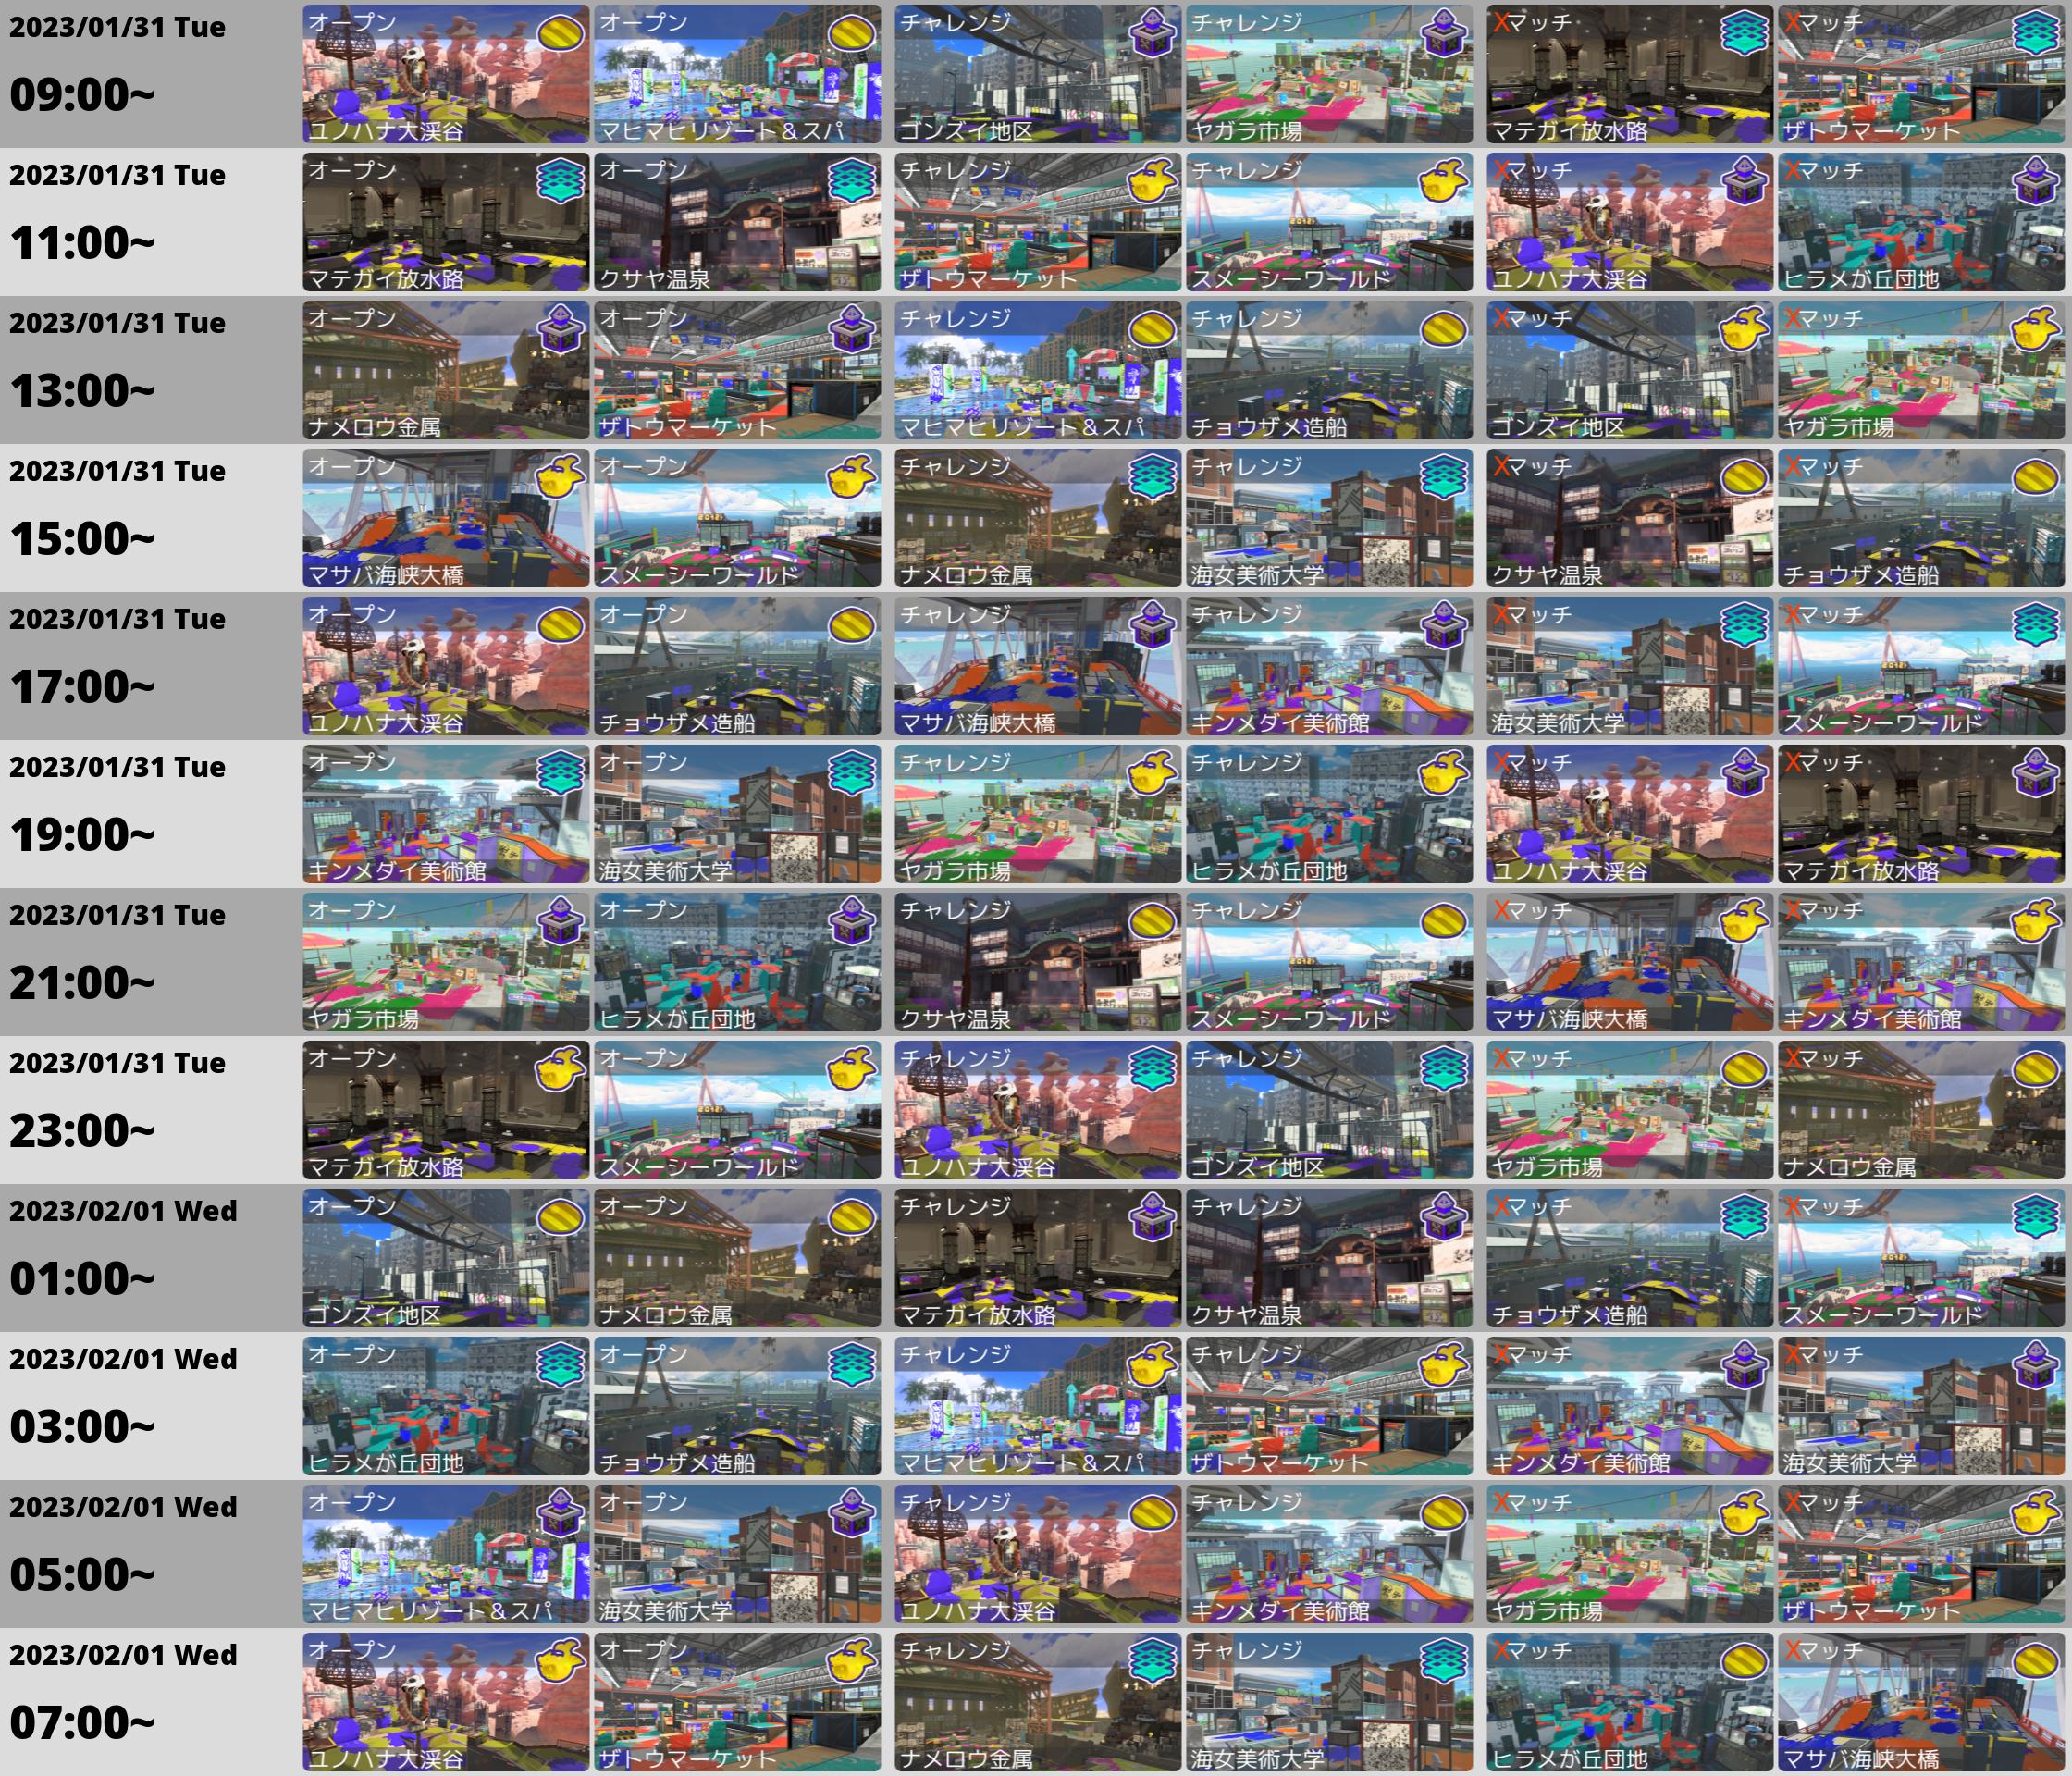 2023/01/31 Tue
09:00~
オープン オープン チャレンジ チャレンジ Xマッチ Xマッチ
ユノハナ大渓谷 マヒマヒリゾート＆スパ ゴンズイ地区 ヤガラ市場 マテガイ放水路 ザトウマーケット
2023/01/31 Tue
11:00~
オープン オープン チャレンジ チャレンジ Xマッチ Xマッチ
マテガイ放水路 クサヤ温泉 ザトウマーケット スメーシーワールド ユノハナ大渓谷 ヒラメが丘団地
2023/01/31 Tue
13:00~
オープン オープン チャレンジ チャレンジ Xマッチ Xマッチ
ナメロウ金属 ザトウマーケット マヒマヒリゾート＆スパ チョウザメ造船 ゴンズイ地区 ヤガラ市場
2023/01/31 Tue
15:00~
オープン オープン チャレンジ チャレンジ Xマッチ Xマッチ
マサバ海峡大橋 スメーシーワールド ナメロウ金属 海女美術大学 クサヤ温泉 チョウザメ造船
2023/01/31 Tue
17:00~
オープン オープン チャレンジ チャレンジ Xマッチ Xマッチ
ユノハナ大渓谷 チョウザメ造船 マサバ海峡大橋 キンメダイ美術館 海女美術大学 スメーシーワールド
2023/01/31 Tue
19:00~
オープン オープン チャレンジ チャレンジ Xマッチ Xマッチ
キンメダイ美術館 海女美術大学 ヤガラ市場 ヒラメが丘団地 ユノハナ大渓谷 マテガイ放水路
2023/01/31 Tue
21:00~
オープン オープン チャレンジ チャレンジ Xマッチ Xマッチ
ヤガラ市場 ヒラメが丘団地 クサヤ温泉 スメーシーワールド マサバ海峡大橋 キンメダイ美術館
2023/01/31 Tue
23:00~
オープン オープン チャレンジ チャレンジ Xマッチ Xマッチ
マテガイ放水路 スメーシーワールド ユノハナ大渓谷 ゴンズイ地区 ヤガラ市場 ナメロウ金属
2023/02/01 Wed
01:00~
オープン オープン チャレンジ チャレンジ Xマッチ Xマッチ
ゴンズイ地区 ナメロウ金属 マテガイ放水路 クサヤ温泉 チョウザメ造船 スメーシーワールド
2023/02/01 Wed
03:00~
オープン オープン チャレンジ チャレンジ Xマッチ Xマッチ
ヒラメが丘団地 チョウザメ造船 マヒマヒリゾート＆スパ ザトウマーケット キンメダイ美術館 海女美術大学
2023/02/01 Wed
05:00~
オープン オープン チャレンジ チャレンジ Xマッチ Xマッチ
マヒマヒリゾート＆スパ 海女美術大学 ユノハナ大渓谷 キンメダイ美術館 ヤガラ市場 ザトウマーケット
2023/02/01 Wed
07:00~
オープン オープン チャレンジ チャレンジ Xマッチ Xマッチ
ユノハナ大渓谷 ザトウマーケット ナメロウ金属 海女美術大学 ヒラメが丘団地 マサバ海峡大橋